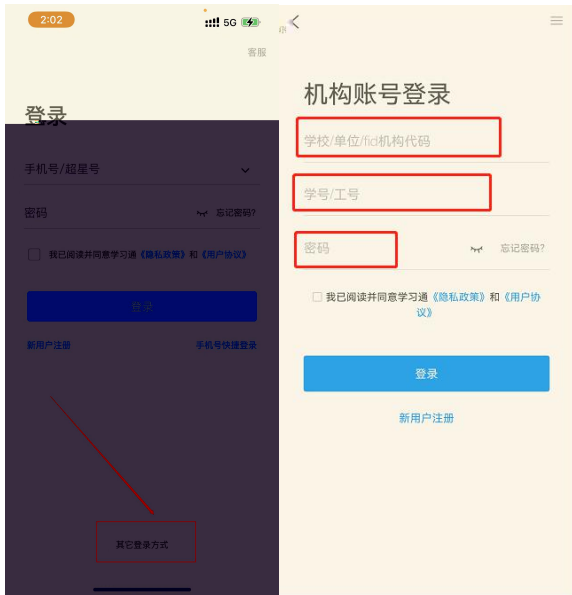 2:02
5G
客服
登录
手机号/超星号
密码
忘记密码?
我已阅读并同意学习通《隐私政策》和《用户协议》
登录
新用户注册
手机号快捷登录
其它登录方式
机构账号登录
学校/单位/fid机构代码
学号/工号
密码
忘记密码?
我已阅读并同意学习通《隐私政策》和《用户协
议》
登录
新用户注册